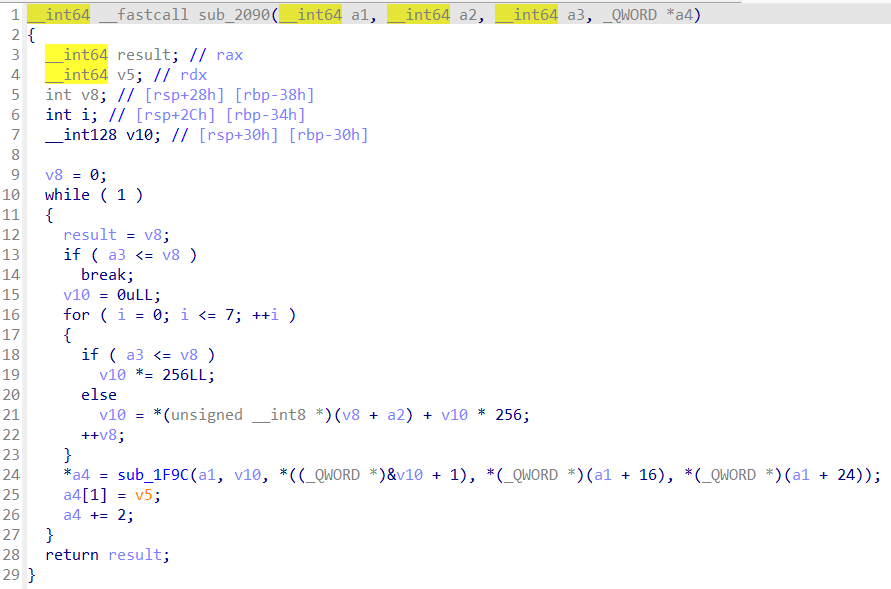 1 __int64 __fastcall sub_2090(__int64 a1, __int64 a2, __int64 a3, _QWORD *a4)
2 {
3   __int64 result; // rax
4   __int64 v5; // rdx
5   int v8; // [rsp+28h] [rbp-38h]
6   int i; // [rsp+2Ch] [rbp-34h]
7   __int128 v10; // [rsp+30h] [rbp-30h]
8
9   v8 = 0;
10   while ( 1 )
11   {
12     result = v8;
13     if ( a3 <= v8 )
14       break;
15     v10 = 0uLL;
16     for ( i = 0; i <= 7; ++i )
17     {
18       if ( a3 <= v8 )
19         v10 *= 256LL;
20       else
21         v10 = *(unsigned __int8 *)(v8 + a2) + v10 * 256;
22       ++v8;
23     }
24     *a4 = sub_1F9C(a1, v10, *((_QWORD *)&v10 + 1), *(_QWORD *)(a1 + 16), *(_QWORD *)(a1 + 24));
25     a4[1] = v5;
26     a4 += 2;
27   }
28   return result;
29 }